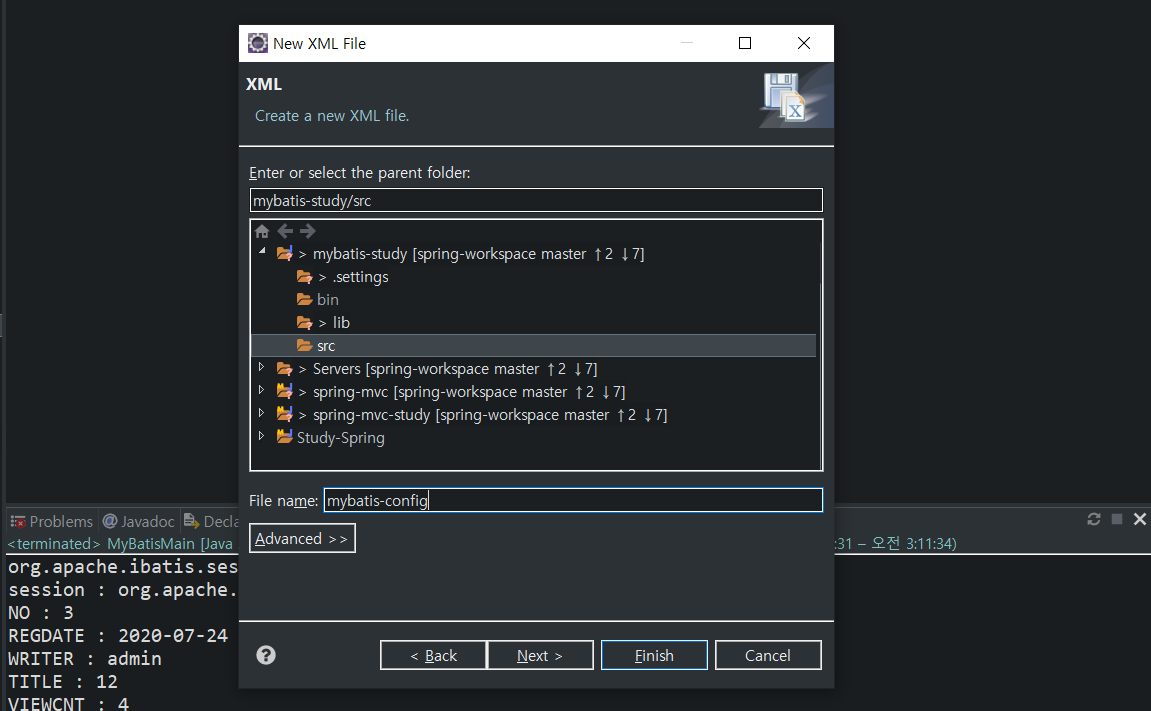 New XML File
XML
Create a new XML file.
Enter or select the parent folder:
mybatis-study/src
> mybatis-study [spring-workspace master ↑2 ↓7]
> .settings
bin
> lib
src
> Servers [spring-workspace master ↑2 ↓7]
> spring-mvc [spring-workspace master ↑2 ↓7]
> spring-mvc-study [spring-workspace master ↑2 ↓7]
Study-Spring
File name: mybatis-config
Advanced >>
< Back Next > Finish Cancel
Problems @ Javadoc Decla
<terminated> MyBatisMain [Java :31 – 오전 3:11:34)
org.apache.ibatis.ses
session : org.apache.
NO : 3
REGDATE : 2020-07-24
WRITER : admin
TITLE : 12
VIEWCNT : 4